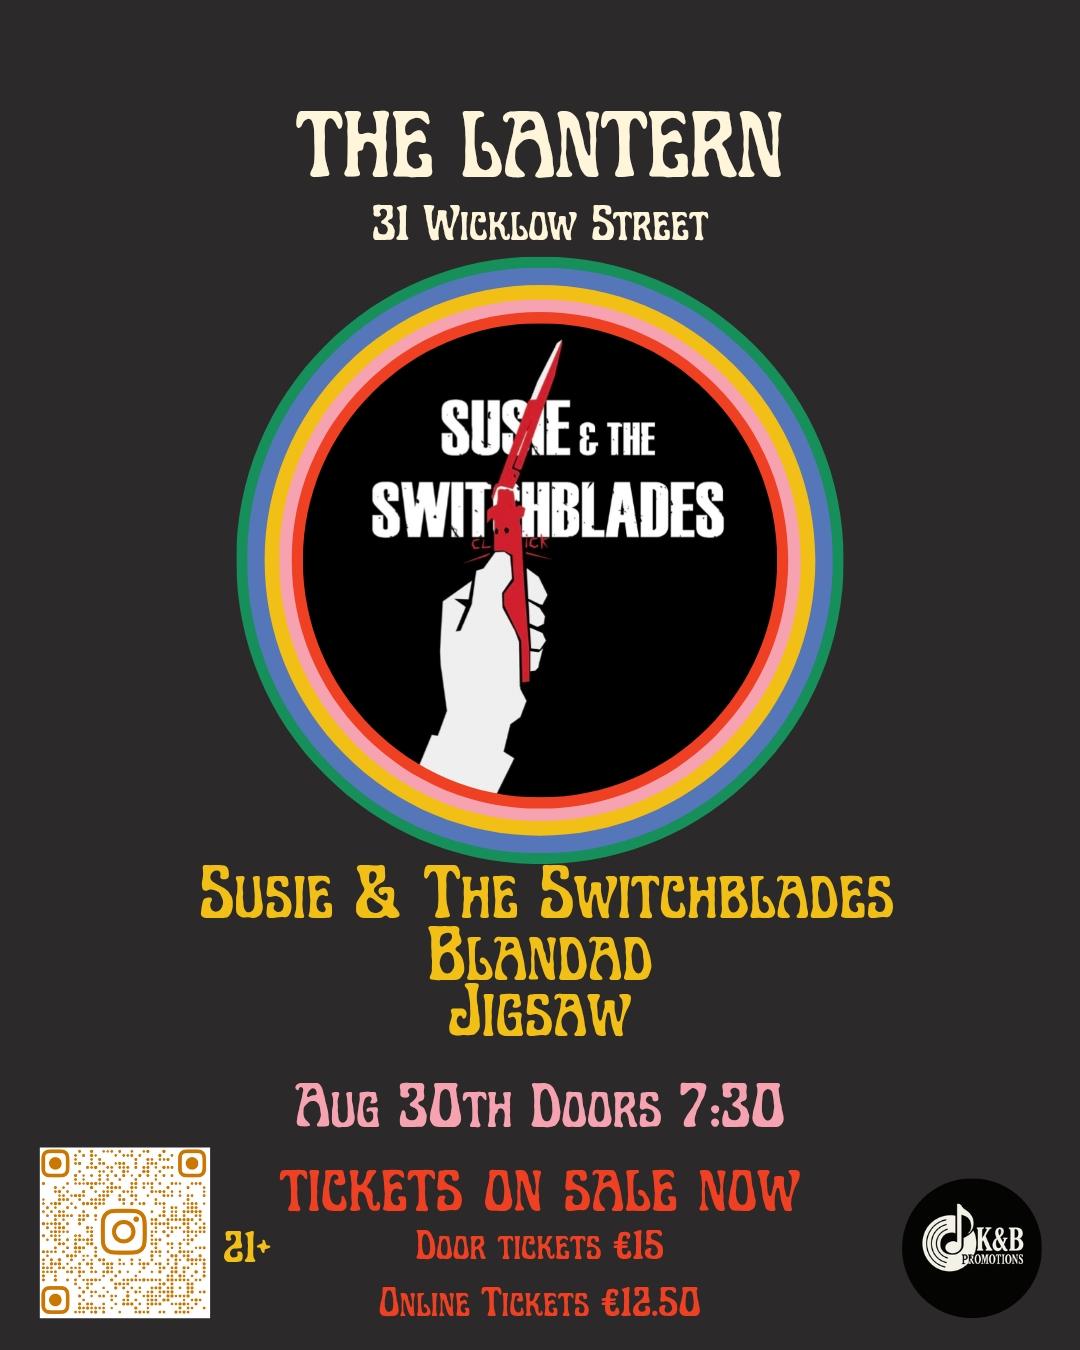 THE LANTERN
31 WICKLOW STREET
SUSIE & THE
SWITCHBLADES
CLICK
SUSIE & THE SWITCHBLADES
BLANDAD
JIGSAW
AUG 30TH DOORS 7:30
TICKETS ON SALE NOW
21+
DOOR TICKETS €15
ONLINE TICKETS €12.50
K&B
PROMOTIONS